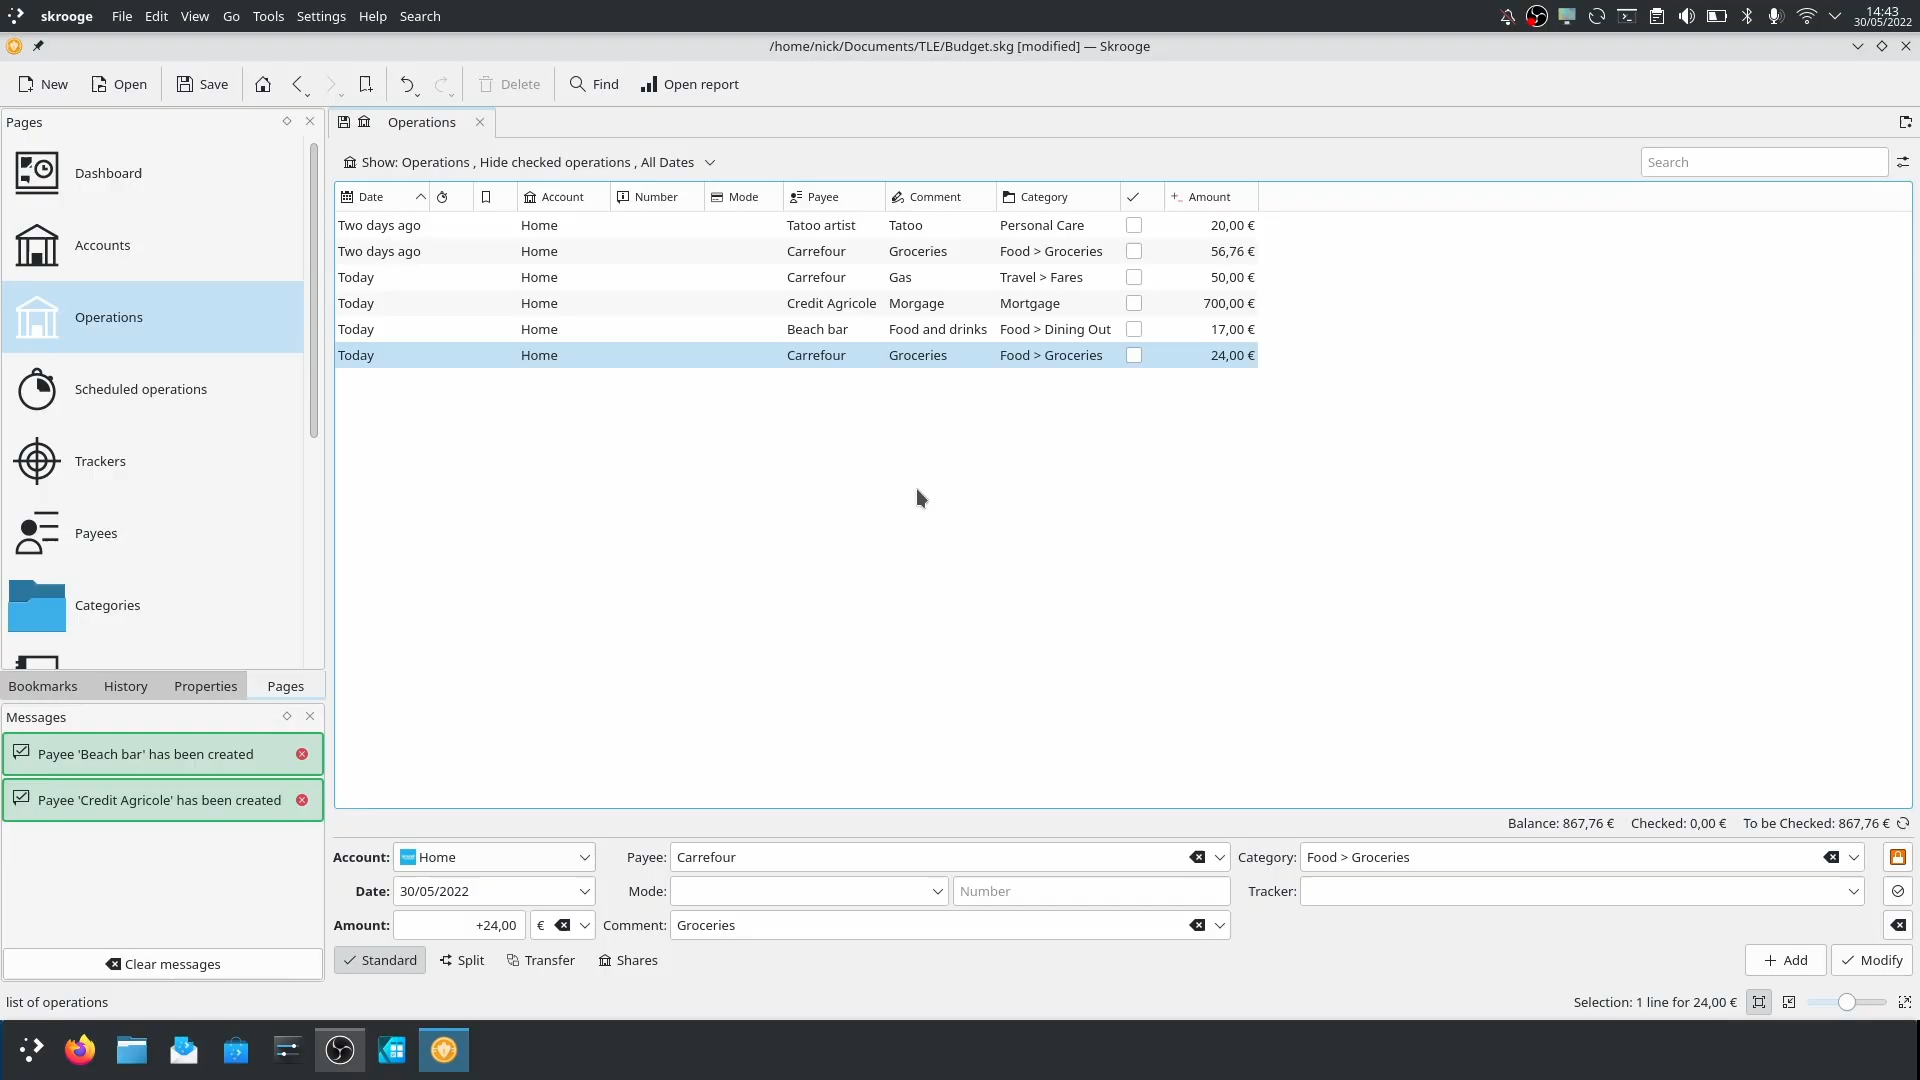 skrooge File Edit View Go Tools Settings Help Search 14:43
30/05/2022
/home/nick/Documents/TLE/Budget.skg [modified] — Skrooge
New Open Save Delete Find Open report
Pages
Operations
Dashboard
Accounts
Operations
Scheduled operations
Trackers
Payees
Categories
Bookmarks History Properties Pages
Messages
Payee 'Beach bar' has been created
Payee 'Credit Agricole' has been created
Clear messages
list of operations
Show: Operations , Hide checked operations , All Dates Search
Date Account Number Mode Payee Comment Category Amount
Two days ago Home Tatoo artist Tatoo Personal Care 20,00 €
Two days ago Home Carrefour Groceries Food > Groceries 56,76 €
Today Home Carrefour Gas Travel > Fares 50,00 €
Today Home Credit Agricole Morgage Mortgage 700,00 €
Today Home Beach bar Food and drinks Food > Dining Out 17,00 €
Today Home Carrefour Groceries Food > Groceries 24,00 €
Balance: 867,76 € Checked: 0,00 € To be Checked: 867,76 €
Account: Home Payee: Carrefour Category: Food > Groceries
Date: 30/05/2022 Mode: Number Tracker:
Amount: +24,00 € Comment: Groceries
Standard Split Transfer Shares Add Modify
Selection: 1 line for 24,00 €